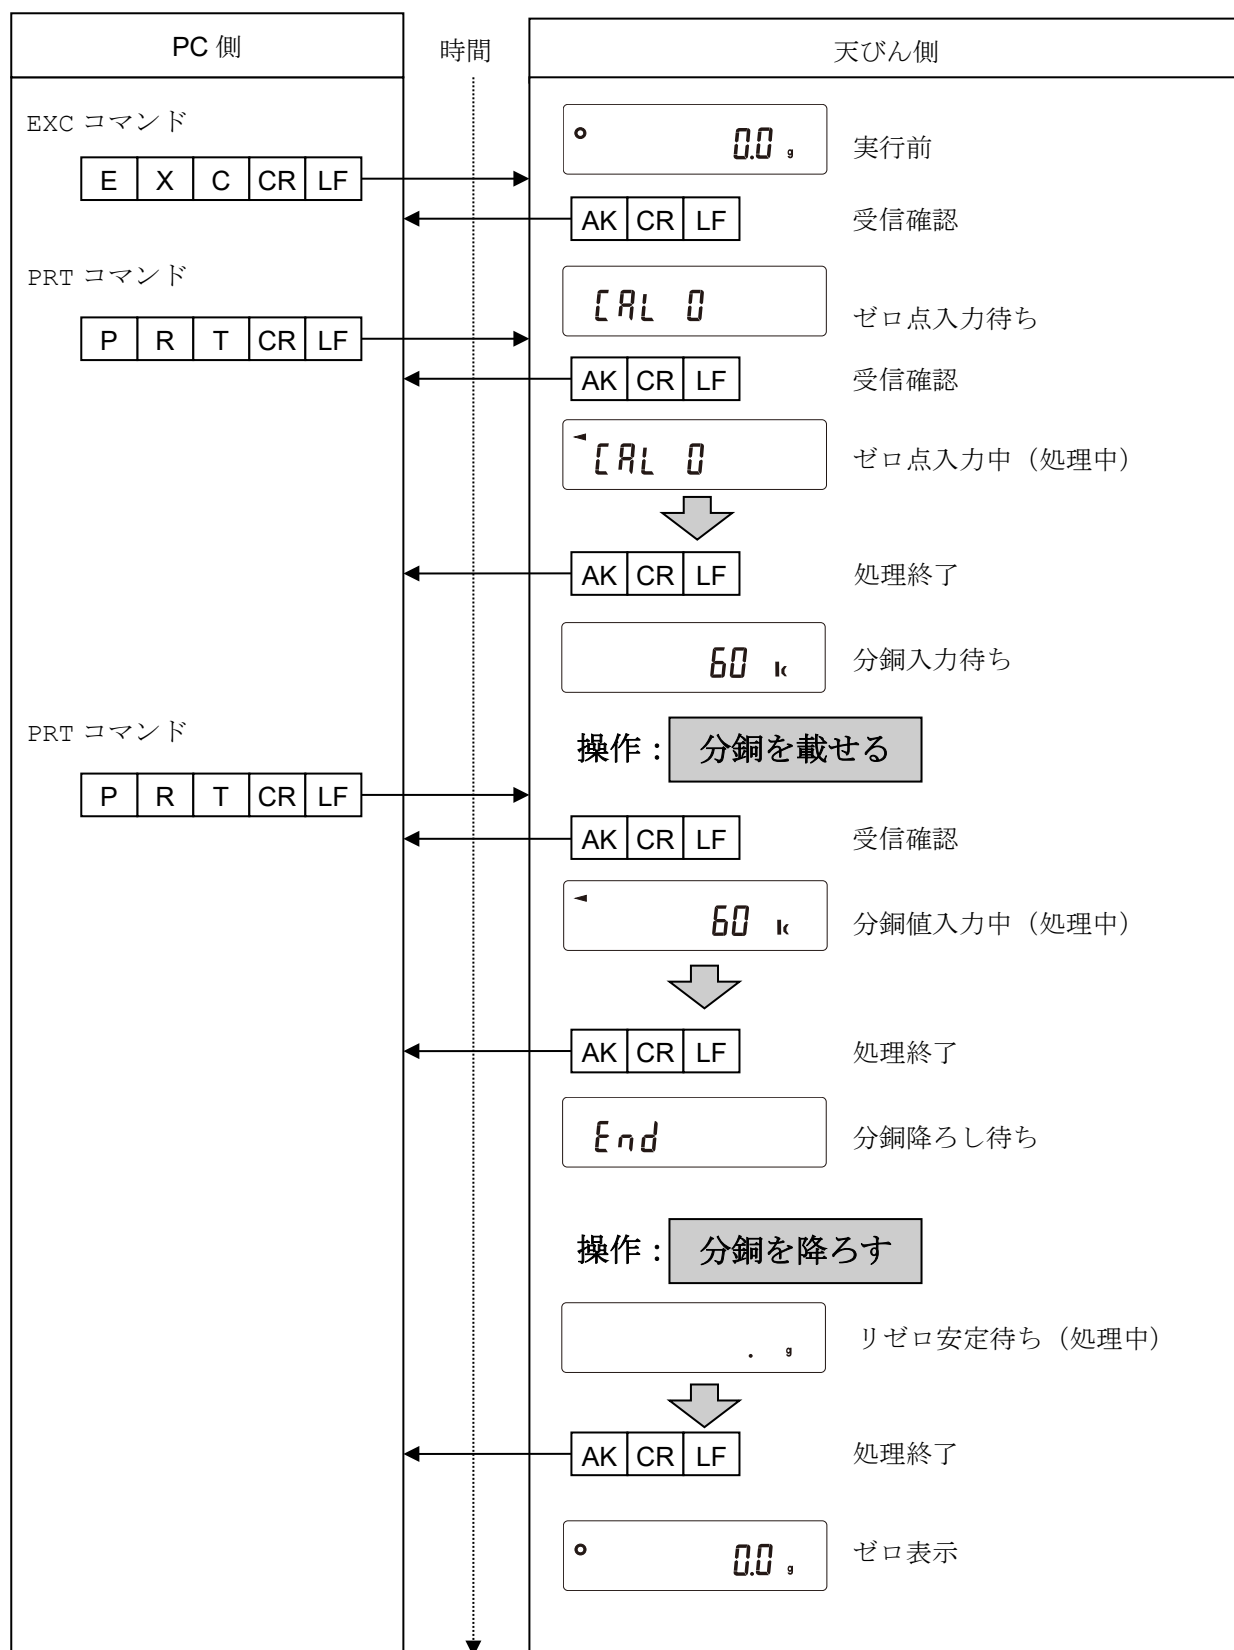 PC 側 時間 天びん側
EXC コマンド
0.0 g 実行前
E X C CR LF
AK CR LF 受信確認
PRT コマンド
CAL 0 ゼロ点入力待ち
P R T CR LF
AK CR LF 受信確認
CAL 0 ゼロ点入力中（処理中）
AK CR LF 処理終了
60 k 分銅入力待ち
PRT コマンド
操作： 分銅を載せる
P R T CR LF
AK CR LF 受信確認
60 k 分銅値入力中（処理中）
AK CR LF 処理終了
End 分銅降ろし待ち
操作： 分銅を降ろす
. g リゼロ安定待ち（処理中）
AK CR LF 処理終了
0.0 g ゼロ表示